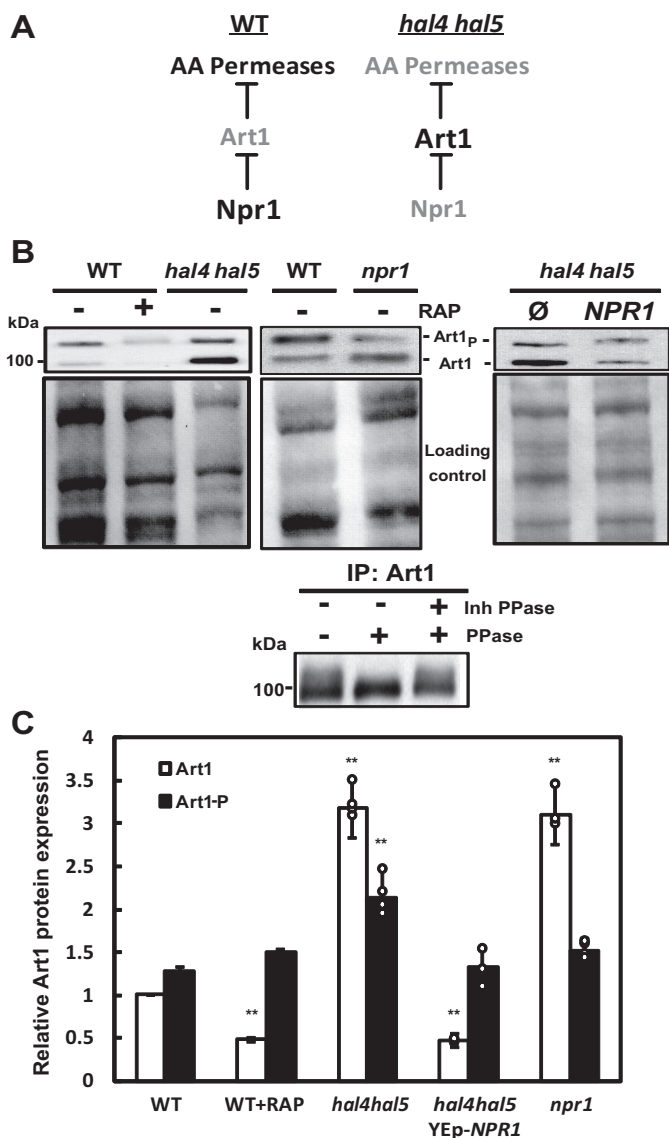 A
WT hal4 hal5
AA Permeases AA Permeases
Art1 Art1
Npr1 Npr1
B
WT hal4 hal5 WT npr1 hal4 hal5
- + - - - RAP Ø NPR1
kDa
Art1P
100 Art1
Loading
control
IP: Art1
- - + Inh PPase
- + + PPase
kDa
100
C
Relative Art1 protein expression
4
3.5
3
2.5
2
1.5
1
0.5
0
Art1
Art1-P
** ** ** ** **
WT WT+RAP hal4hal5 hal4hal5 npr1
YEp-NPR1